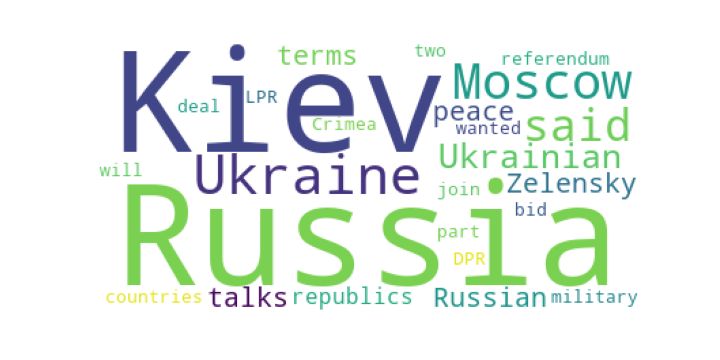 two
terms
referendum
Kiev
Moscow
deal
LPR
Crimea
peace
wanted
said
Ukraine
Ukrainian
will
join
Zelensky
Russia
bid
part
DPR
countries
talks
republics
Russian
military